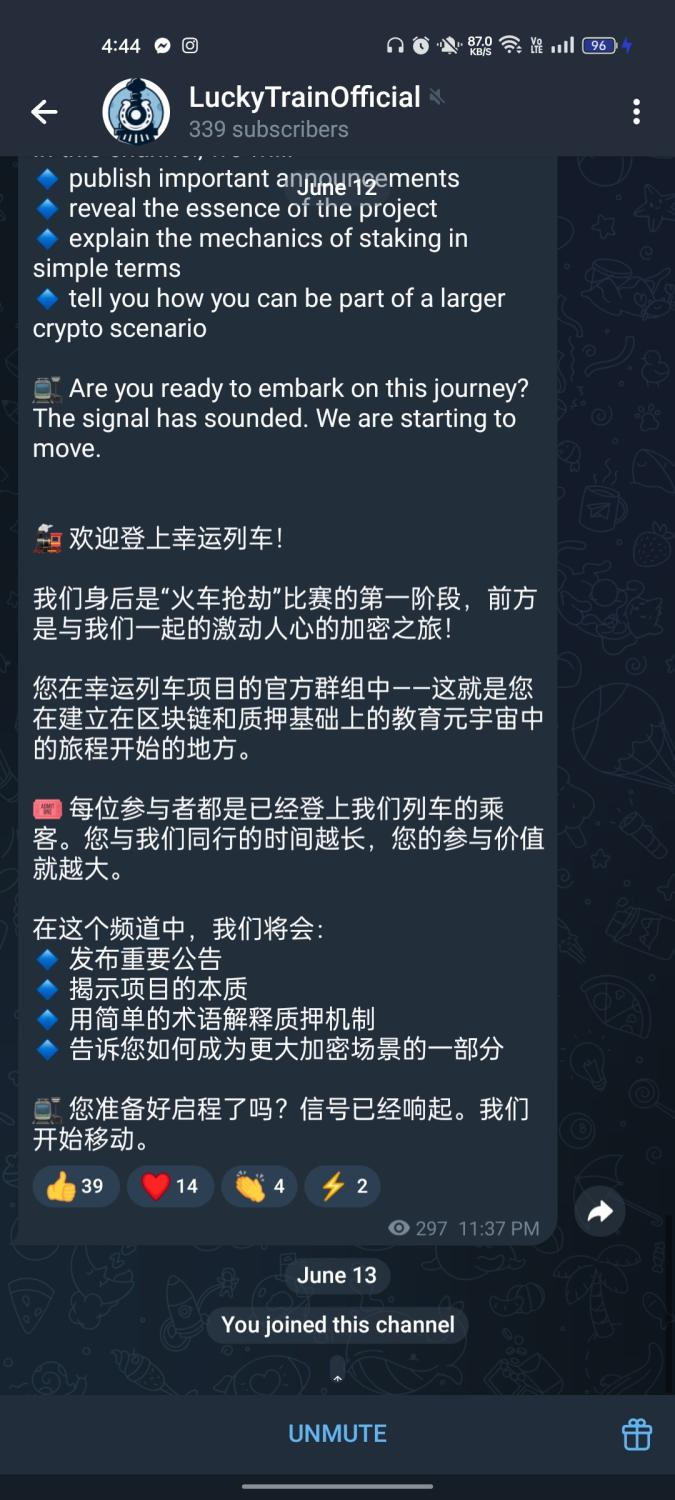 4:44
87.0
KB/S
Vo
LTE
96
LuckyTrainOfficial
339 subscribers
June 12
publish important announcements
reveal the essence of the project
explain the mechanics of staking in
simple terms
tell you how you can be part of a larger
crypto scenario
Are you ready to embark on this journey?
The signal has sounded. We are starting to
move.
欢迎登上幸运列车！
我们身后是“火车抢劫”比赛的第一阶段，前方
是与我们一起的激动人心的加密之旅！
您在幸运列车项目的官方群组中——这就是您
在建立在区块链和质押基础上的教育元宇宙中
的旅程开始的地方。
每位参与者都是已经登上我们列车的乘
客。您与我们同行的时间越长，您的参与价值
就越大。
在这个频道中，我们将会：
发布重要公告
揭示项目的本质
用简单的术语解释质押机制
告诉您如何成为更大加密场景的一部分
您准备好启程了吗？信号已经响起。我们
开始移动。
39 14 4 2
297 11:37 PM
June 13
You joined this channel
UNMUTE